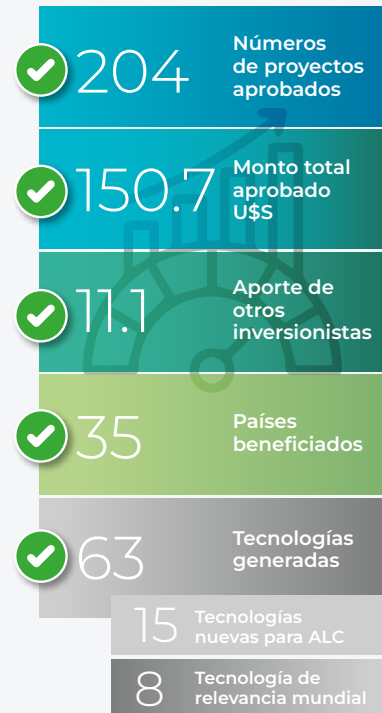 204
Números
de proyectos
aprobados
150.7
Monto total
aprobado
U$S
11.1
Aporte de
otros
inversionistas
35
Países
beneficiados
63
Tecnologías
generadas
15
Tecnologías
nuevas para ALC
8
Tecnología de
relevancia mundial